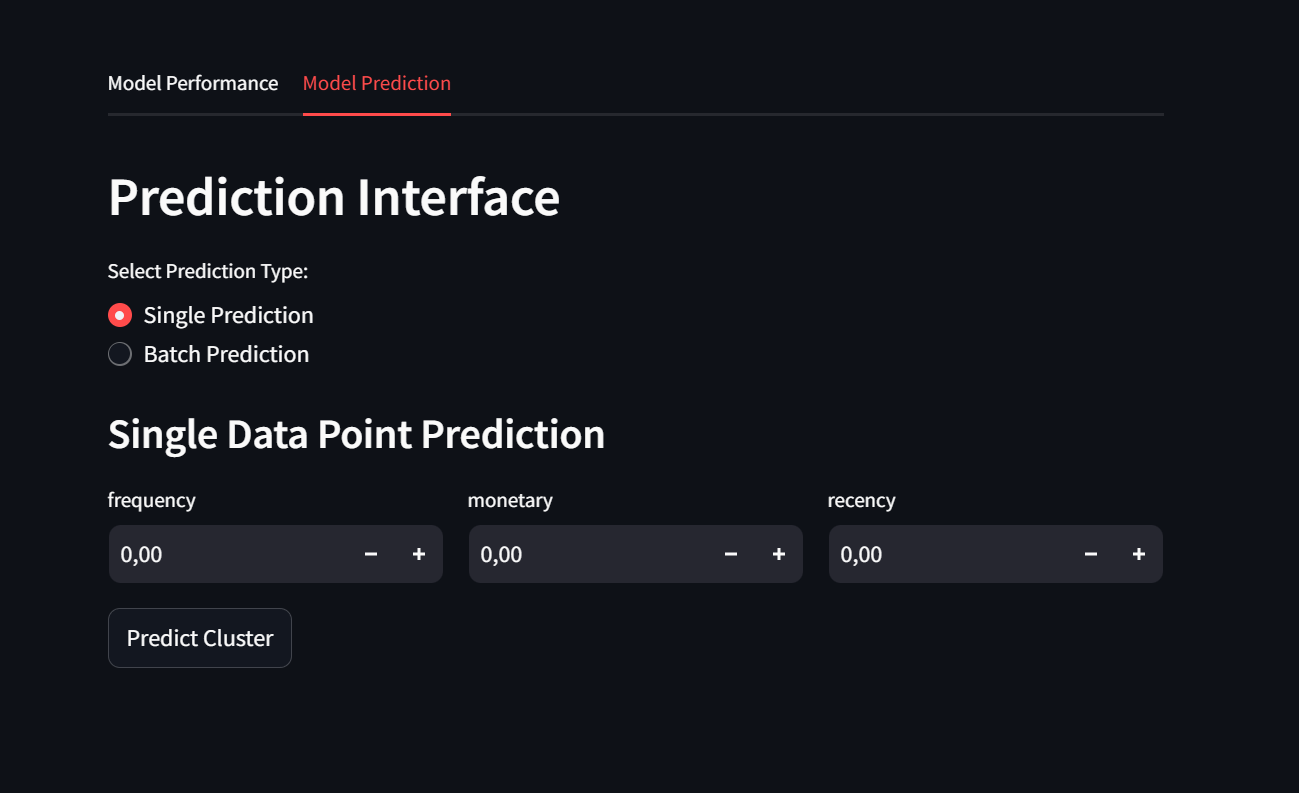 Model Performance Model Prediction
Prediction Interface
Select Prediction Type:
Single Prediction
Batch Prediction
Single Data Point Prediction
frequency monetary recency
0,00 0,00 0,00
Predict Cluster